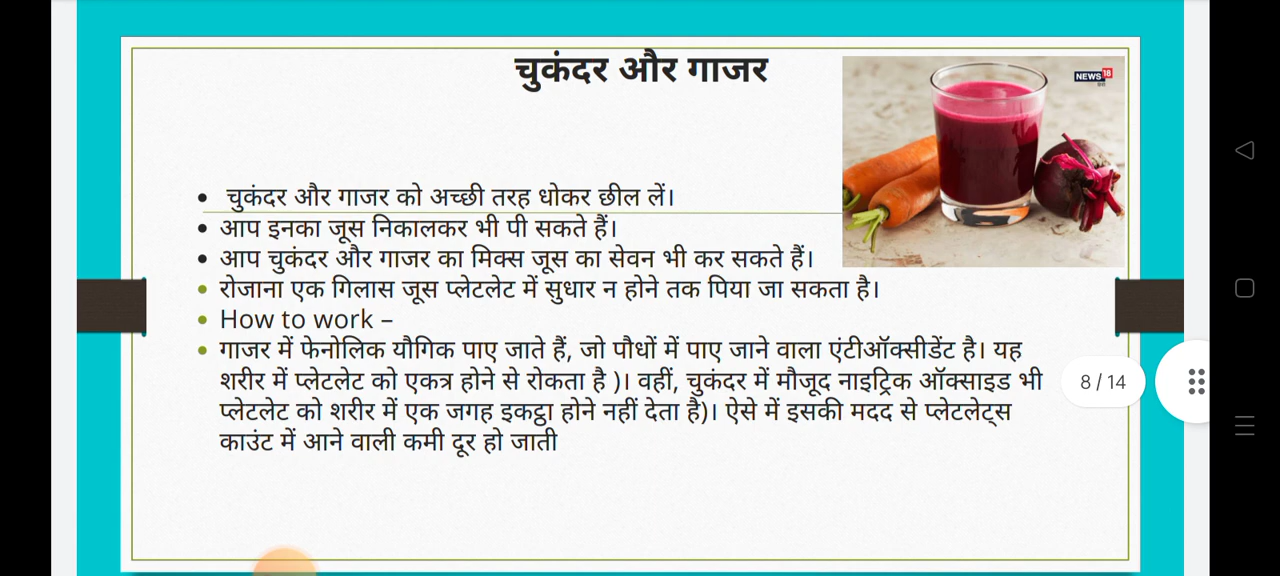 चुकंदर और गाजर
NEWS 18
चुकंदर और गाजर को अच्छी तरह धोकर छील लें।
आप इनका जूस निकालकर भी पी सकते हैं।
आप चुकंदर और गाजर का मिक्स जूस का सेवन भी कर सकते हैं।
रोजाना एक गिलास जूस प्लेटलेट में सुधार न होने तक पिया जा सकता है।
How to work –
गाजर में फेनोलिक यौगिक पाए जाते हैं, जो पौधों में पाए जाने वाला एंटीऑक्सीडेंट है। यह
शरीर में प्लेटलेट को एकत्र होने से रोकता है )। वहीं, चुकंदर में मौजूद नाइट्रिक ऑक्साइड भी
प्लेटलेट को शरीर में एक जगह इकट्ठा होने नहीं देता है)। ऐसे में इसकी मदद से प्लेटलेट्स
काउंट में आने वाली कमी दूर हो जाती
8 / 14